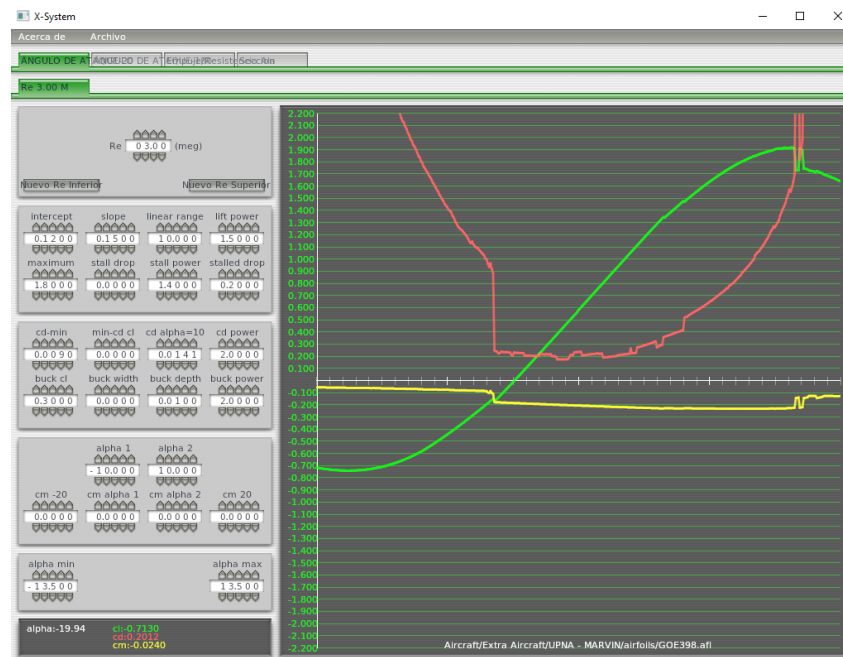 X-System
Acerca de Archivo
ÁNGULO DE AT
Re 3.00 M
Re 03.00 (meg)
Nuevo Re Inferior Nuevo Re Superior
intercept slope linear range lift power
0.1200 0.1500 10.000 1.5000
maximum stall drop stall power stalled drop
1.8000 0.0000 1.4000 0.2000
cd-min min-cd cl cd alpha=10 cd power
0.0090 0.0000 0.0141 2.0000
buck cl buck width buck depth buck power
0.3000 0.0000 0.0100 2.0000
alpha 1 alpha 2
-10.000 10.000
cm -20 cm alpha 1 cm alpha 2 cm 20
0.0000 0.0000 0.0000 0.0000
alpha min alpha max
-13.500 13.500
alpha:-19.94 cl:-0.7130
cd:0.2012
cm:-0.0240
2.200
2.100
2.000
1.900
1.800
1.700
1.600
1.500
1.400
1.300
1.200
1.100
1.000
0.900
0.800
0.700
0.600
0.500
0.400
0.300
0.200
0.100
-0.100
-0.200
-0.300
-0.400
-0.500
-0.600
-0.700
-0.800
-0.900
-1.000
-1.100
-1.200
-1.300
-1.400
-1.500
-1.600
-1.700
-1.800
-1.900
-2.000
-2.100
-2.200
Aircraft/Extra Aircraft/UPNA - MARVIN/airfoils/GOE398.afl